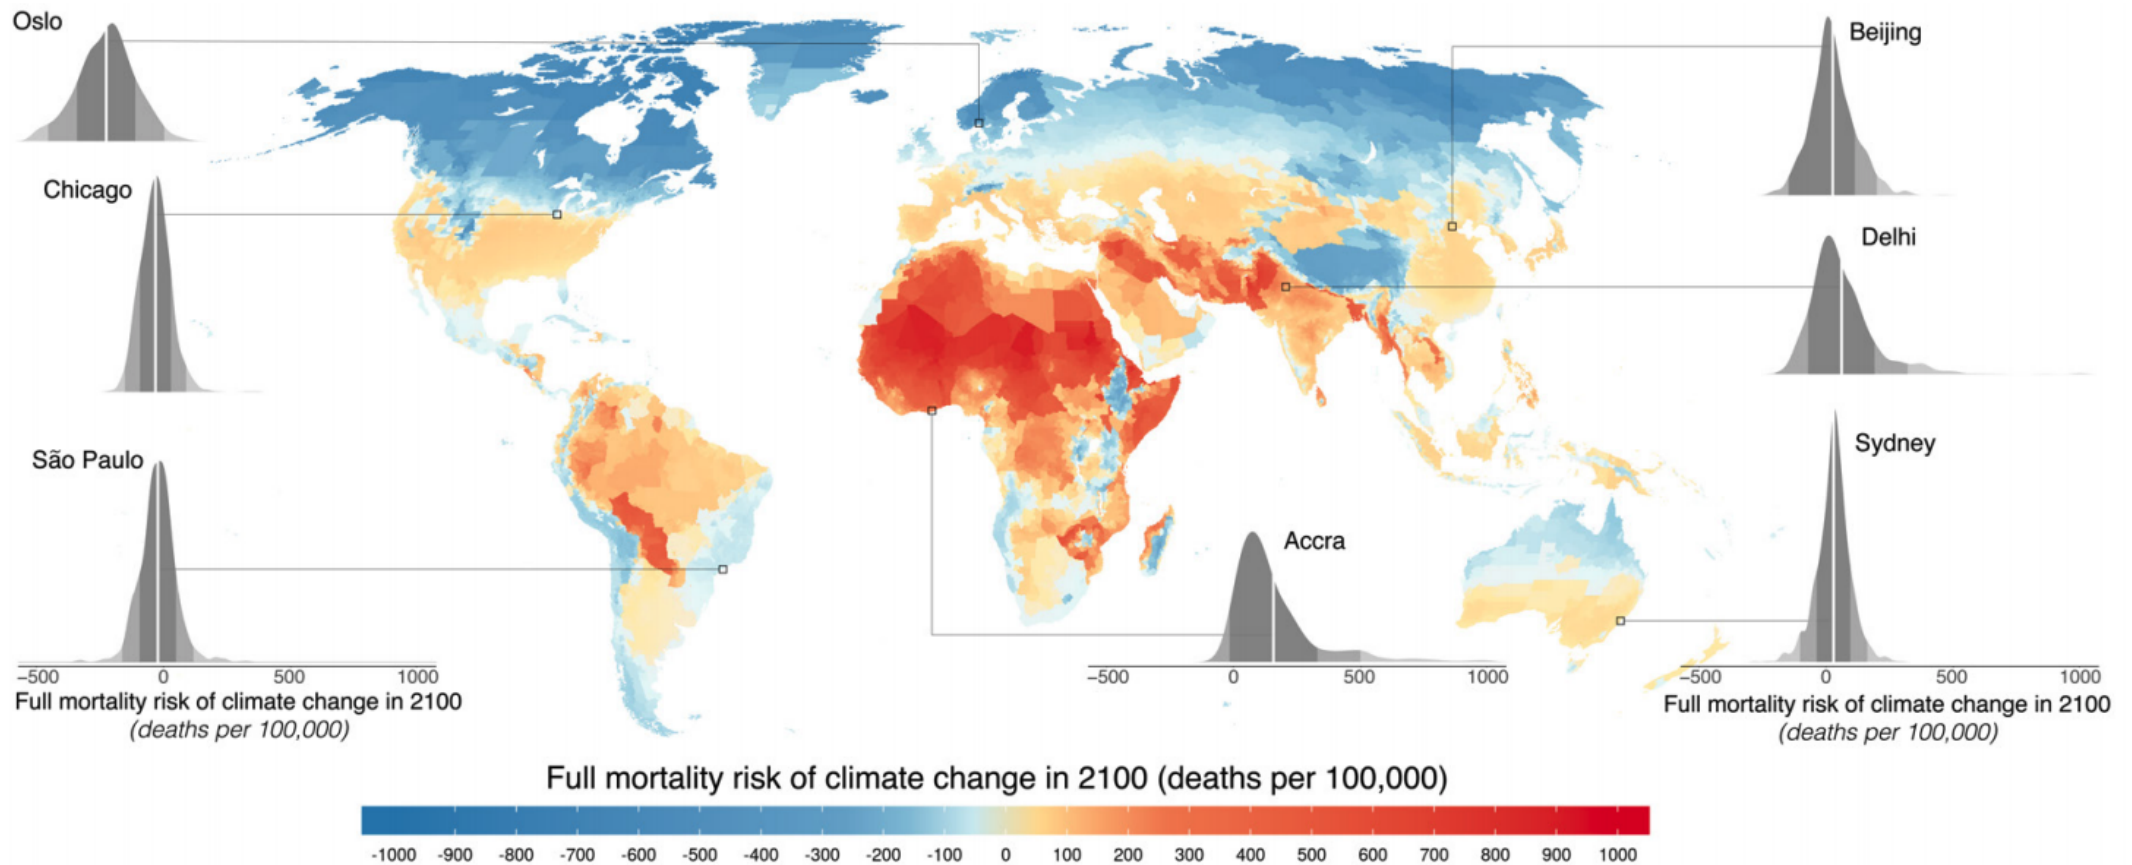 Oslo
Beijing
Chicago
Delhi
São Paulo
Sydney
Accra
−500 0 500 1000
Full mortality risk of climate change in 2100
(deaths per 100,000)
−500 0 500 1000
−500 0 500 1000
Full mortality risk of climate change in 2100
(deaths per 100,000)
Full mortality risk of climate change in 2100 (deaths per 100,000)
-1000 -900 -800 -700 -600 -500 -400 -300 -200 -100 0 100 200 300 400 500 600 700 800 900 1000